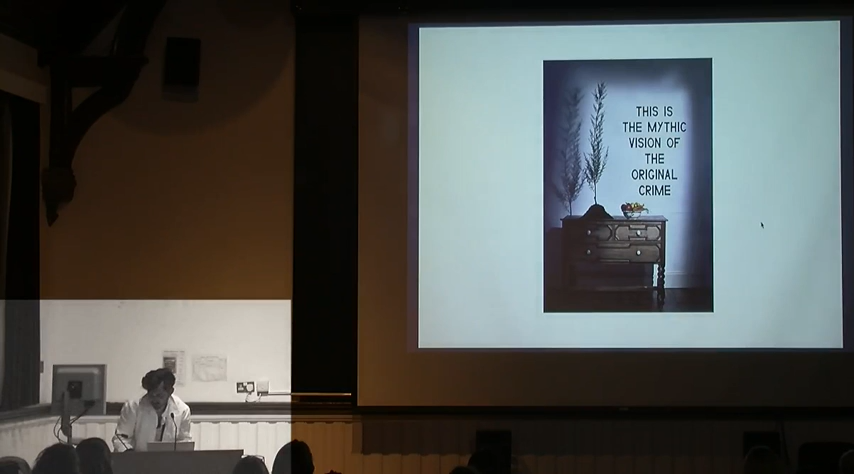 THIS IS
THE MYTHIC
VISION OF
THE
ORIGINAL
CRIME